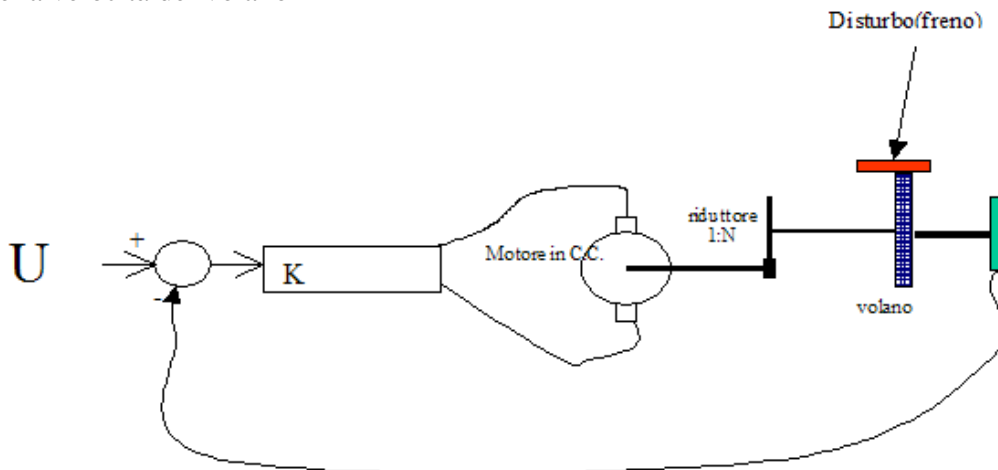 Disturbo(freno)
riduttore
1:N
+
U
Motore in C.C.
K
-
volano